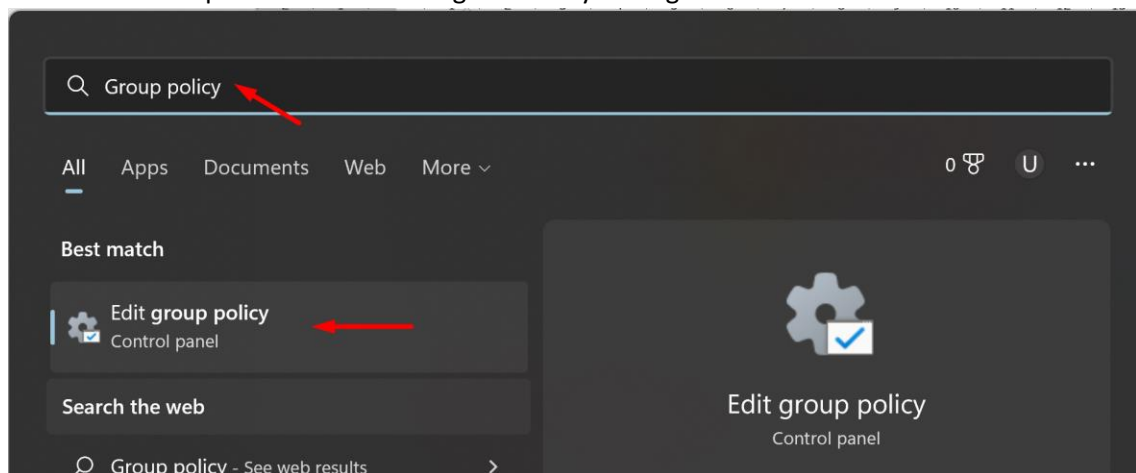 Group policy
All Apps Documents Web More
0 U ...
Best match
Edit group policy
Control panel
Search the web
Group policy - See web results
Edit group policy
Control panel